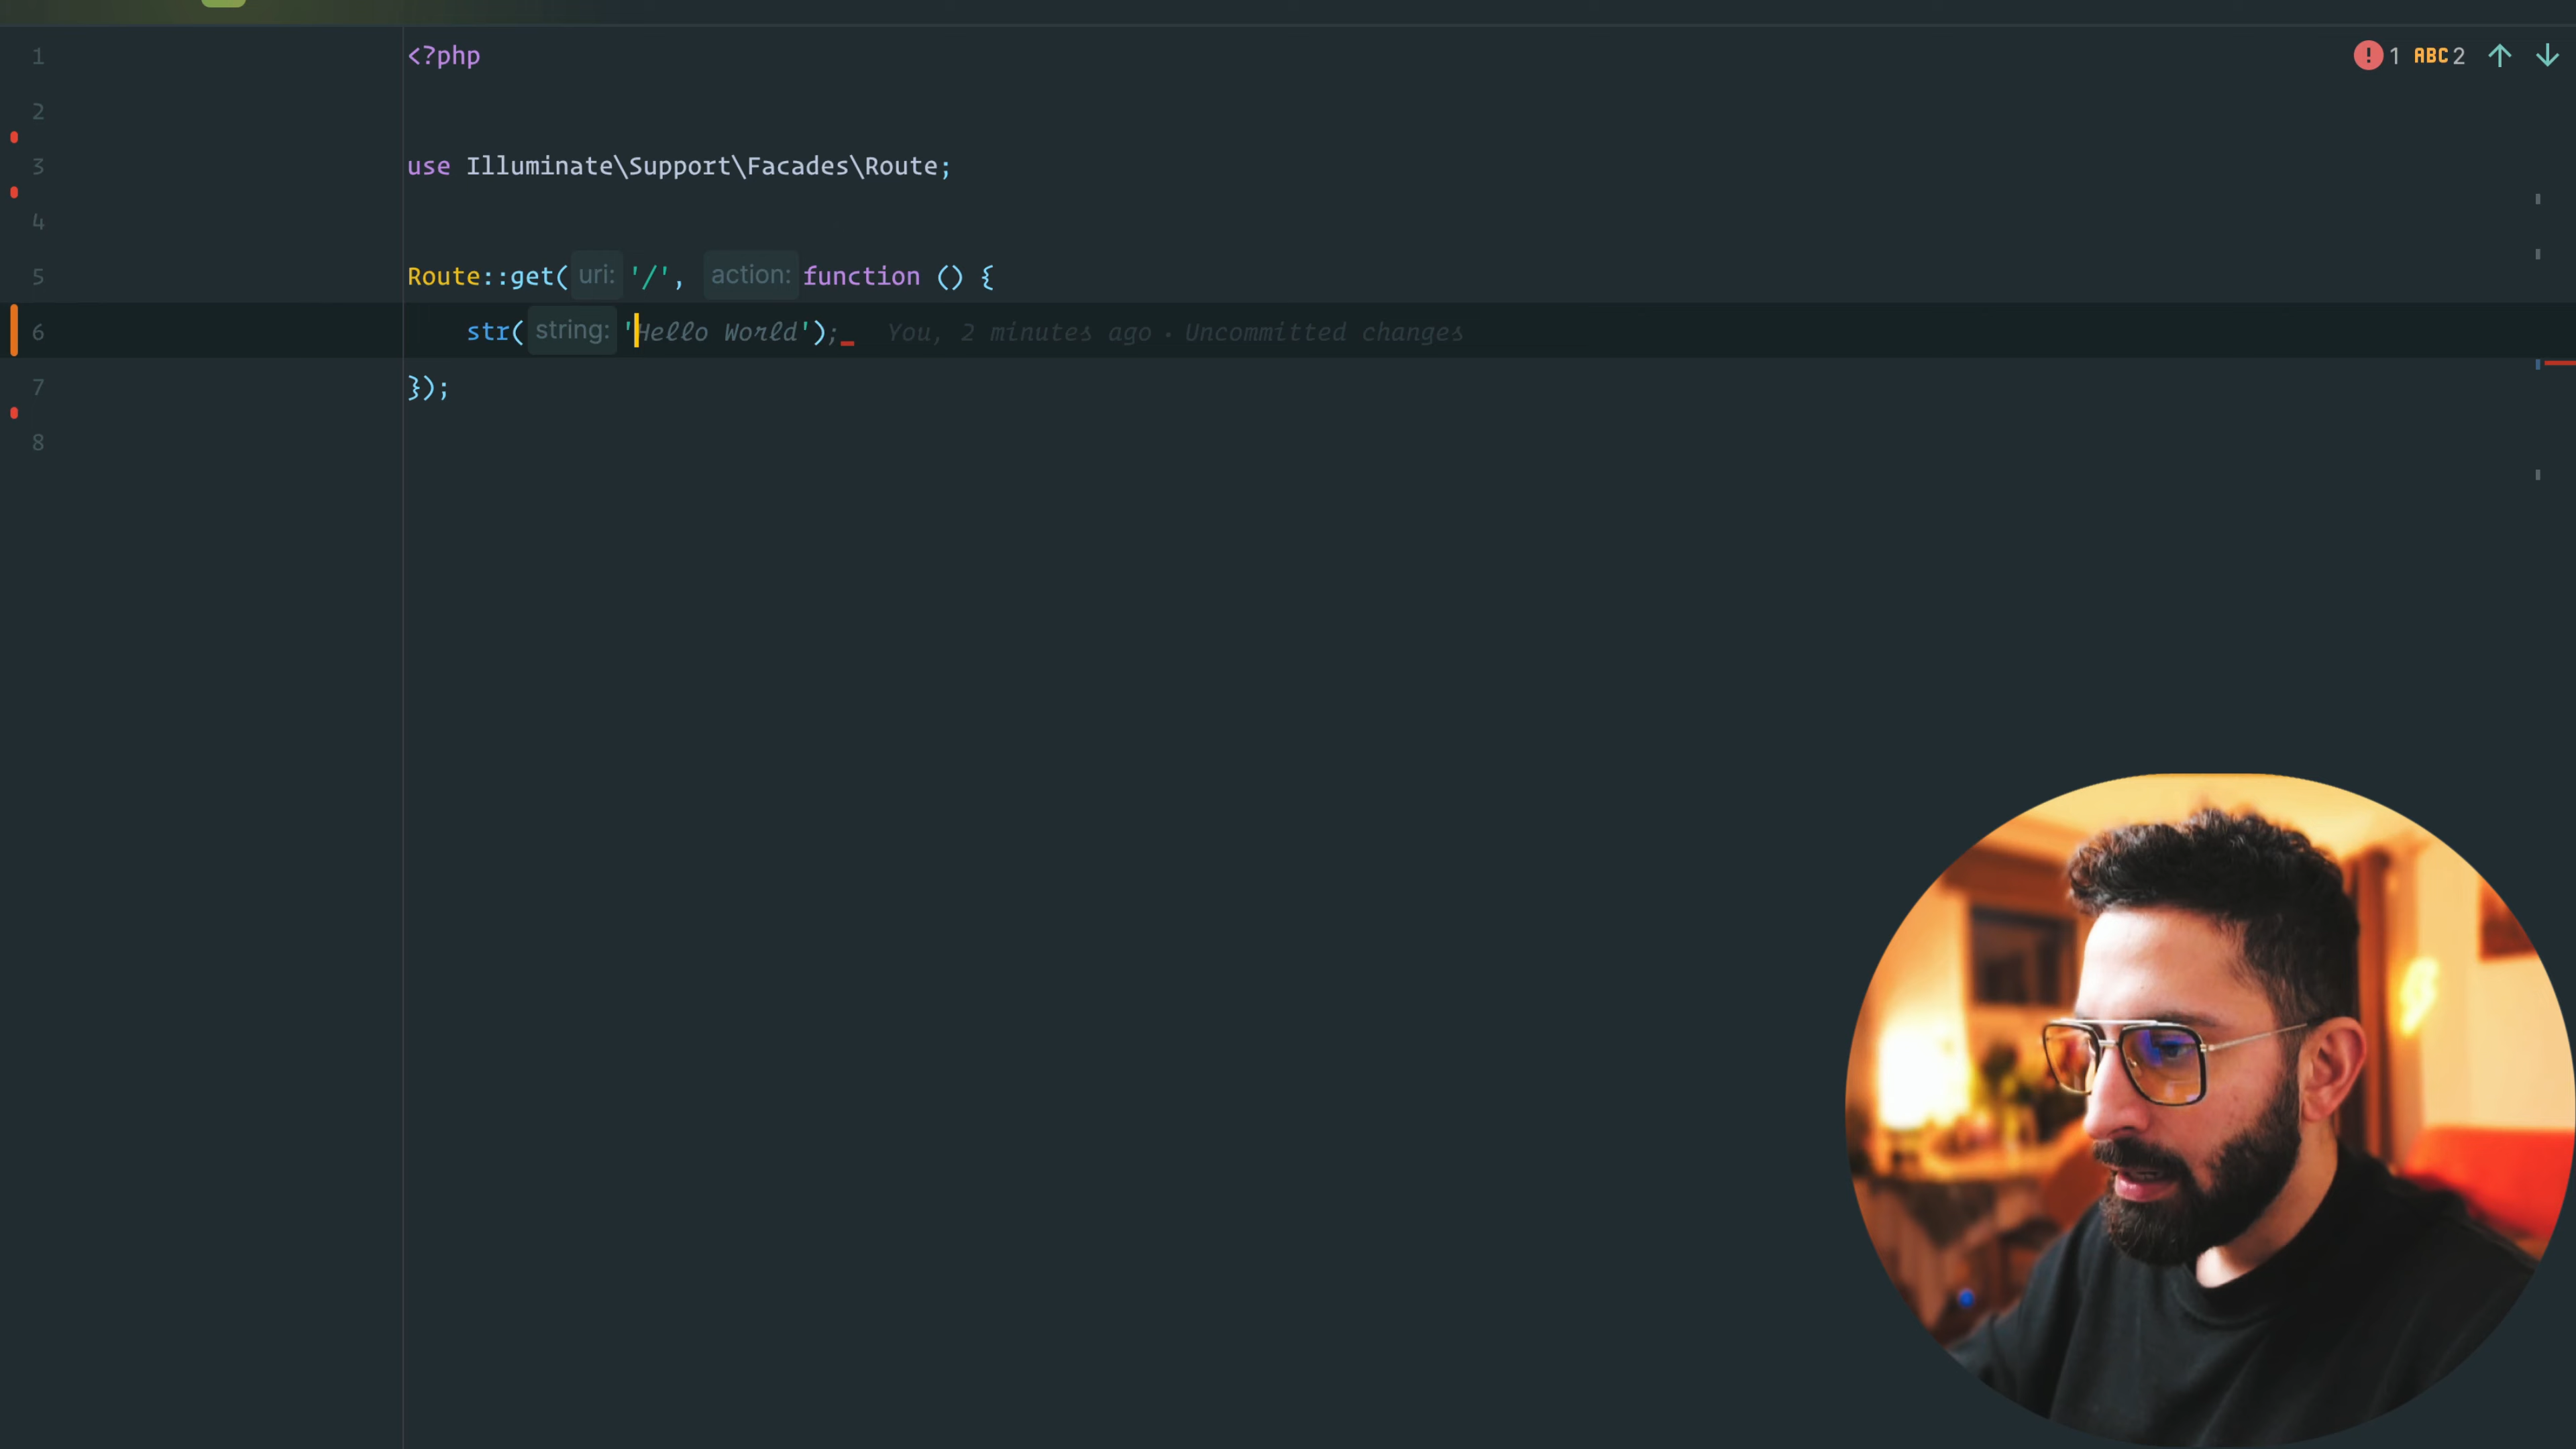 1 <?php
! 1 ABC 2
2
3 use Illuminate\Support\Facades\Route;
4
5 Route::get( uri: '/', action: function () {
6 str( string: 'Hello World'); You, 2 minutes ago · Uncommitted changes
7 });
8